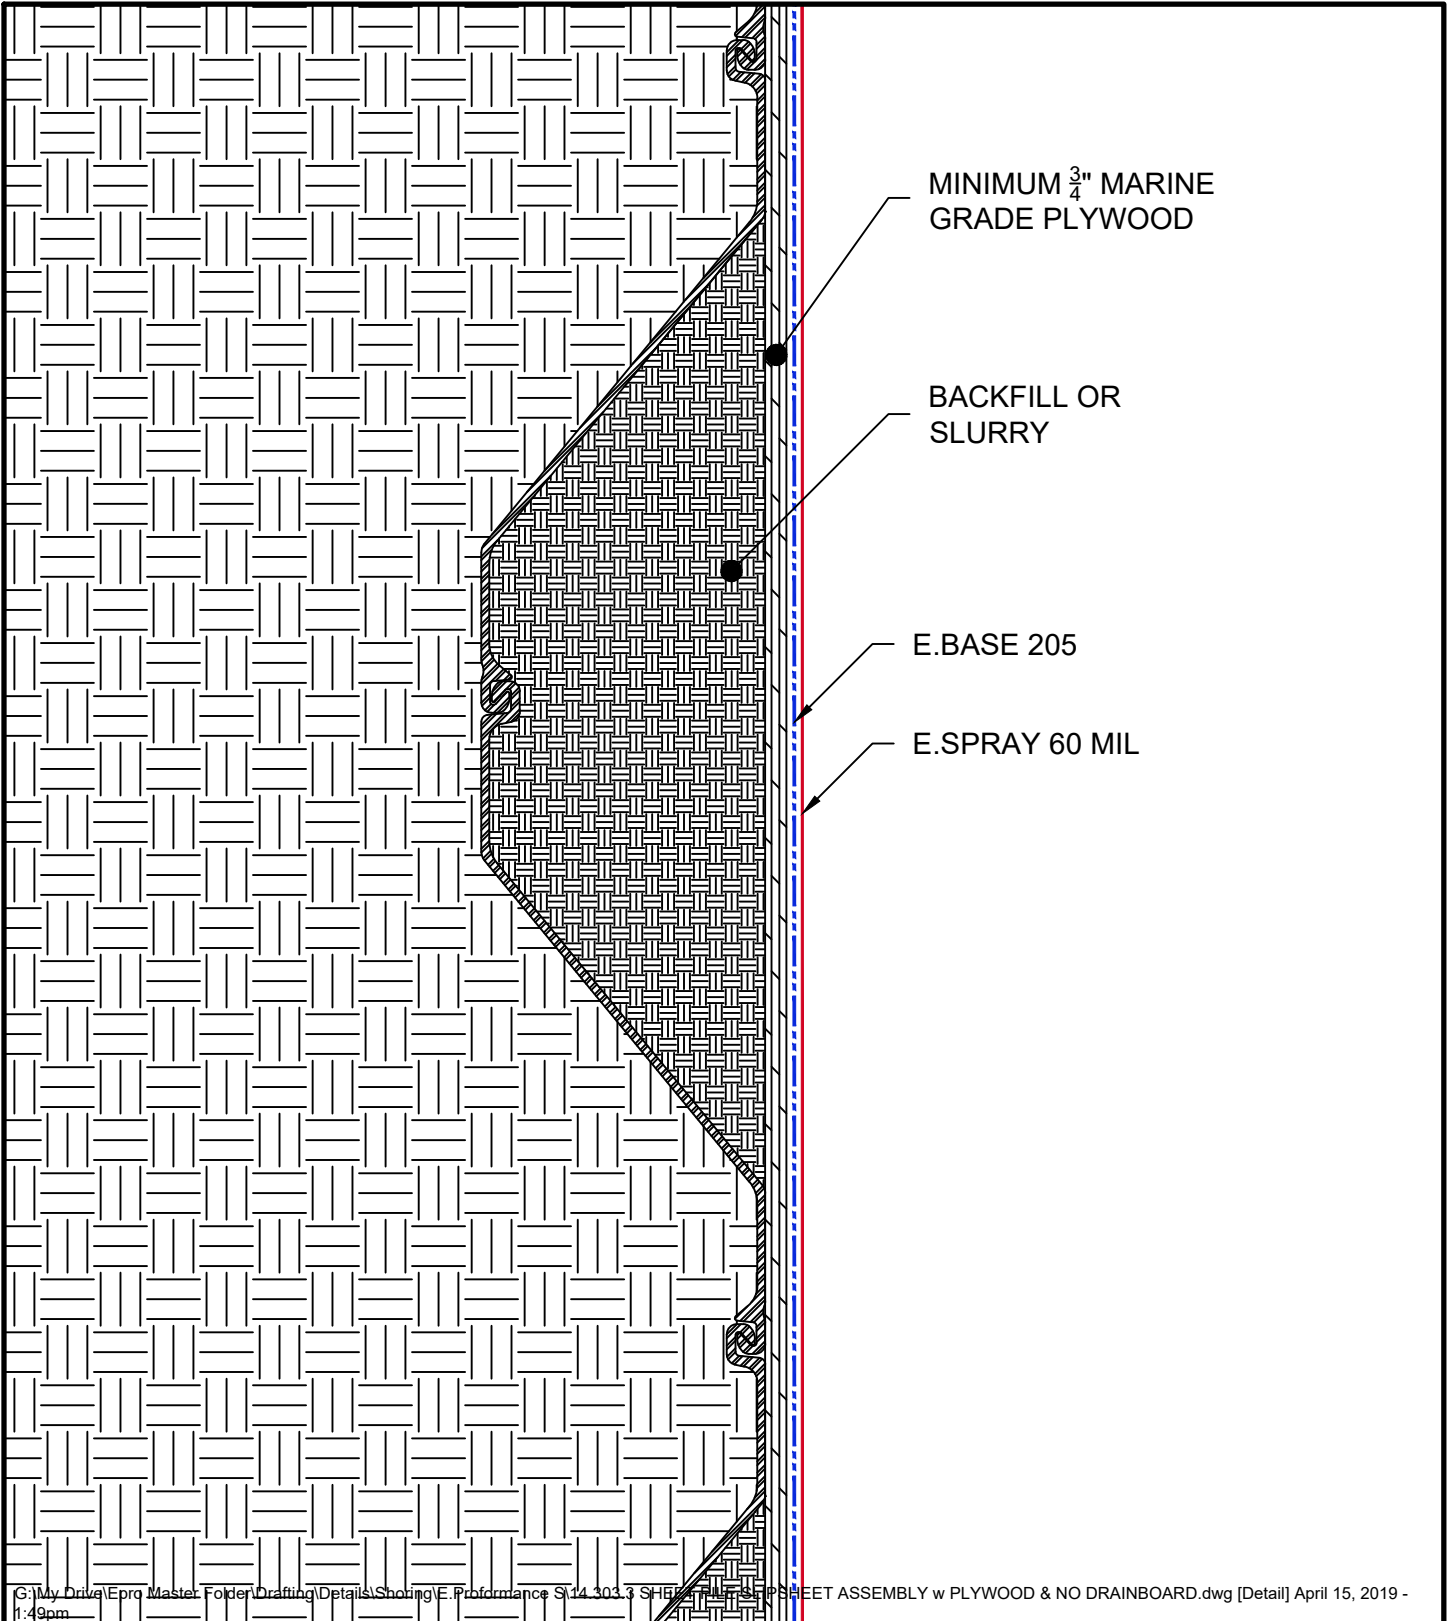 MINIMUM 3/4" MARINE
GRADE PLYWOOD
BACKFILL OR
SLURRY
E.BASE 205
E.SPRAY 60 MIL
G:\My Drive\Epro Master Folder\Drafting\Details\Shoring\E.Proformance S\14.303.3 SHEET PILE SLIPSHEET ASSEMBLY w PLYWOOD & NO DRAINBOARD.dwg [Detail] April 15, 2019 -
1:49pm